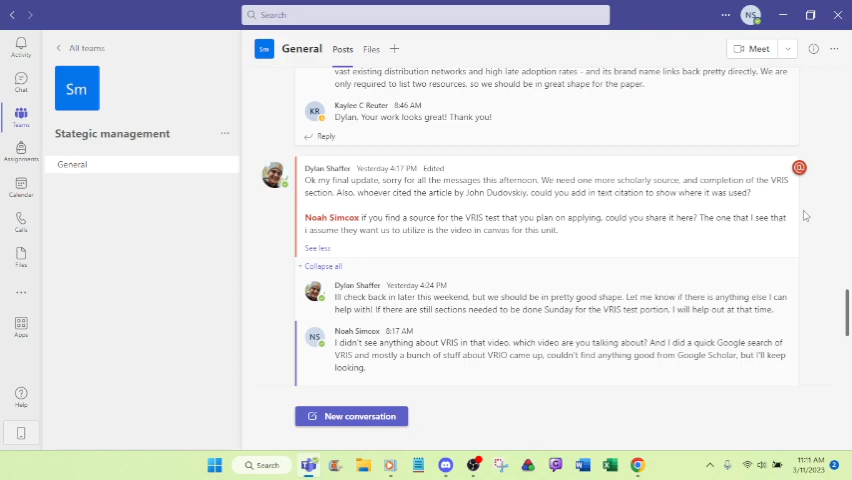 Search
NS
Activity
Chat
Teams
Assignments
Calendar
Calls
Files
Apps
Help
All teams
Sm
Stategic management
General
Sm
General
Posts
Files
Meet
vast existing distribution networks and high late adoption rates - and its brand name links back pretty directly. We are
only required to list two resources, so we should be in great shape for the paper.
KR
Kaylee C Reuter 8:46 AM
Dylan, Your work looks great! Thank you!
Reply
Dylan Shaffer Yesterday 4:17 PM Edited
Ok my final update, sorry for all the messages this afternoon. We need one more scholarly source, and completion of the VRIS
section. Also, whoever cited the article by John Dudovskiy, could you add in text citation to show where it was used?
Noah Simcox if you find a source for the VRIS test that you plan on applying, could you share it here? The one that I see that
i assume they want us to utilize is the video in canvas for this unit.
See less
Collapse all
Dylan Shaffer Yesterday 4:24 PM
Ill check back in later this weekend, but we should be in pretty good shape. Let me know if there is anything else I can
help with! If there are still sections needed to be done Sunday for the VRIS test portion, I will help out at that time.
NS
Noah Simcox 8:17 AM
I didn't see anything about VRIS in that video, which video are you talking about? And I did a quick Google search of
VRIS and mostly a bunch of stuff about VRIO came up, couldn't find anything good from Google Scholar, but I'll keep
looking.
New conversation
Search
11:11 AM
3/11/2023
2